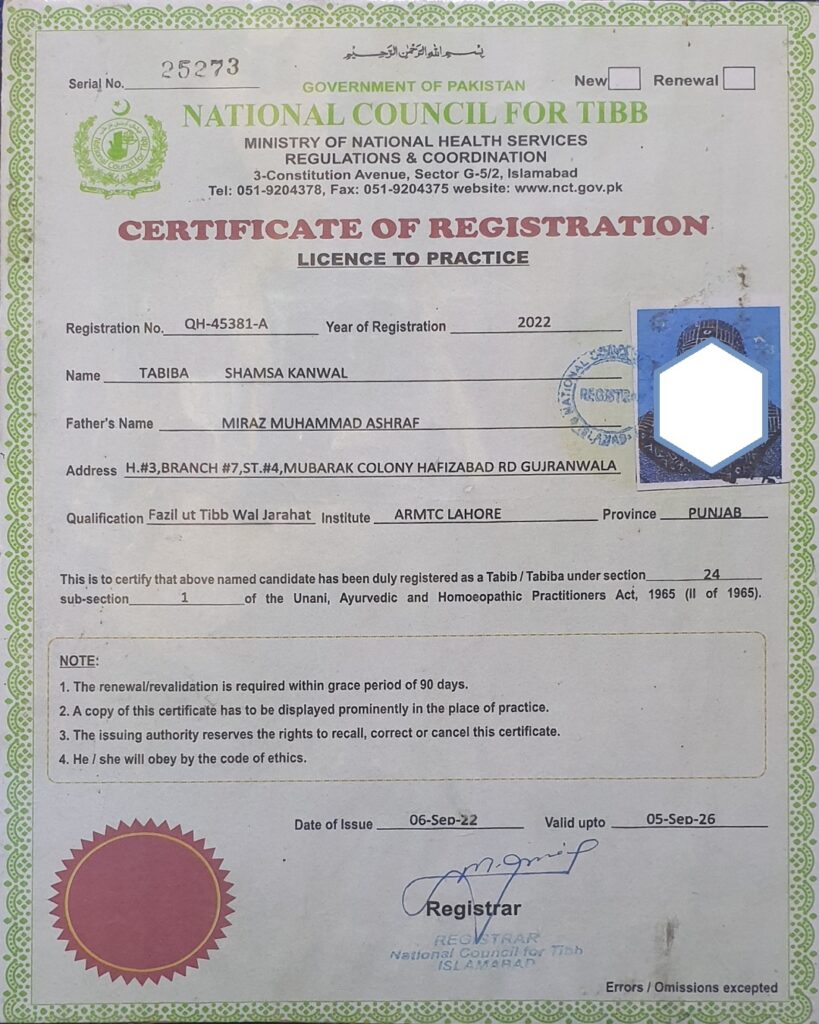 بسم الله الرحمن الرحيم
Serial No. 25273
New Renewal
GOVERNMENT OF PAKISTAN
NATIONAL COUNCIL FOR TIBB
MINISTRY OF NATIONAL HEALTH SERVICES
REGULATIONS & COORDINATION
3-Constitution Avenue, Sector G-5/2, Islamabad
Tel: 051-9204378, Fax: 051-9204375 website: www.nct.gov.pk
CERTIFICATE OF REGISTRATION
LICENCE TO PRACTICE
Registration No. QH-45381-A Year of Registration 2022
Name TABIBA SHAMSA KANWAL
Father's Name MIRAZ MUHAMMAD ASHRAF
Address H.#3,BRANCH #7,ST.#4,MUBARAK COLONY HAFIZABAD RD GUJRANWALA
Qualification Fazil ut Tibb Wal Jarahat Institute ARMTC LAHORE Province PUNJAB
This is to certify that above named candidate has been duly registered as a Tabib / Tabiba under section 24
sub-section 1 of the Unani, Ayurvedic and Homoeopathic Practitioners Act, 1965 (II of 1965).
NOTE:
1. The renewal/revalidation is required within grace period of 90 days.
2. A copy of this certificate has to be displayed prominently in the place of practice.
3. The issuing authority reserves the rights to recall, correct or cancel this certificate.
4. He / she will obey by the code of ethics.
Date of Issue 06-Sep-22 Valid upto 05-Sep-26
Registrar
REGISTRAR
National Council for Tibb
ISLAMABAD
Errors / Omissions excepted